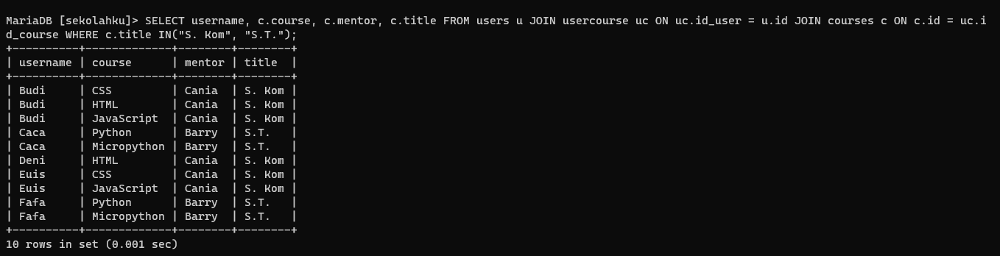 MariaDB [sekolahku]> SELECT username, c.course, c.mentor, c.title FROM users u JOIN usercourse uc ON uc.id_user = u.id JOIN courses c ON c.id = uc.i
d_course WHERE c.title IN("S. Kom", "S.T.");
+----------+-------------+--------+--------+
| username | course      | mentor | title  |
+----------+-------------+--------+--------+
| Budi     | CSS         | Cania  | S. Kom |
| Budi     | HTML        | Cania  | S. Kom |
| Budi     | JavaScript  | Cania  | S. Kom |
| Caca     | Python      | Barry  | S.T.   |
| Caca     | Micropython | Barry  | S.T.   |
| Deni     | HTML        | Cania  | S. Kom |
| Euis     | CSS         | Cania  | S. Kom |
| Euis     | JavaScript  | Cania  | S. Kom |
| Fafa     | Python      | Barry  | S.T.   |
| Fafa     | Micropython | Barry  | S.T.   |
+----------+-------------+--------+--------+
10 rows in set (0.001 sec)